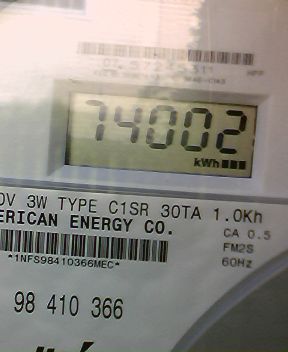 74002
kWh
0V 3W TYPE C1SR 30TA 1.0Kh
ERICAN ENERGY CO.
CA 0.5
FM2S
*1NFS98410366MEC*
60Hz
98 410 366